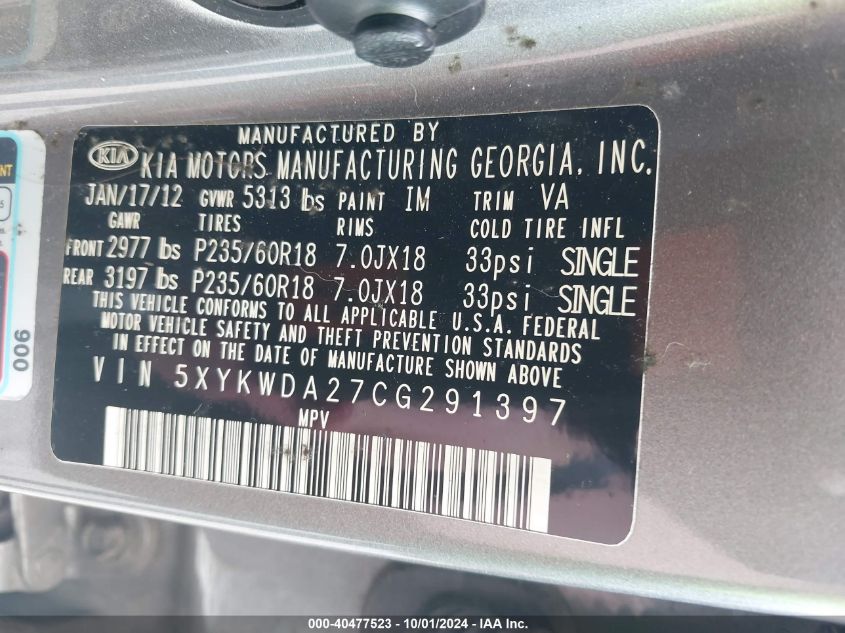 MANUFACTURED BY
KIA KIA MOTORS MANUFACTURING GEORGIA, INC.
JAN/17/12 GVWR 5313 lbs PAINT IM TRIM VA
GAWR TIRES RIMS COLD TIRE INFL
FRONT 2977 lbs P235/60R18 7.0JX18 33psi SINGLE
REAR 3197 lbs P235/60R18 7.0JX18 33psi SINGLE
THIS VEHICLE CONFORMS TO ALL APPLICABLE U.S.A. FEDERAL
MOTOR VEHICLE SAFETY AND THEFT PREVENTION STANDARDS
IN EFFECT ON THE DATE OF MANUFACTURE SHOWN ABOVE
VIN 5XYKWDA27CG291397
MPV
006
000-40477523 - 10/01/2024 - IAA Inc.